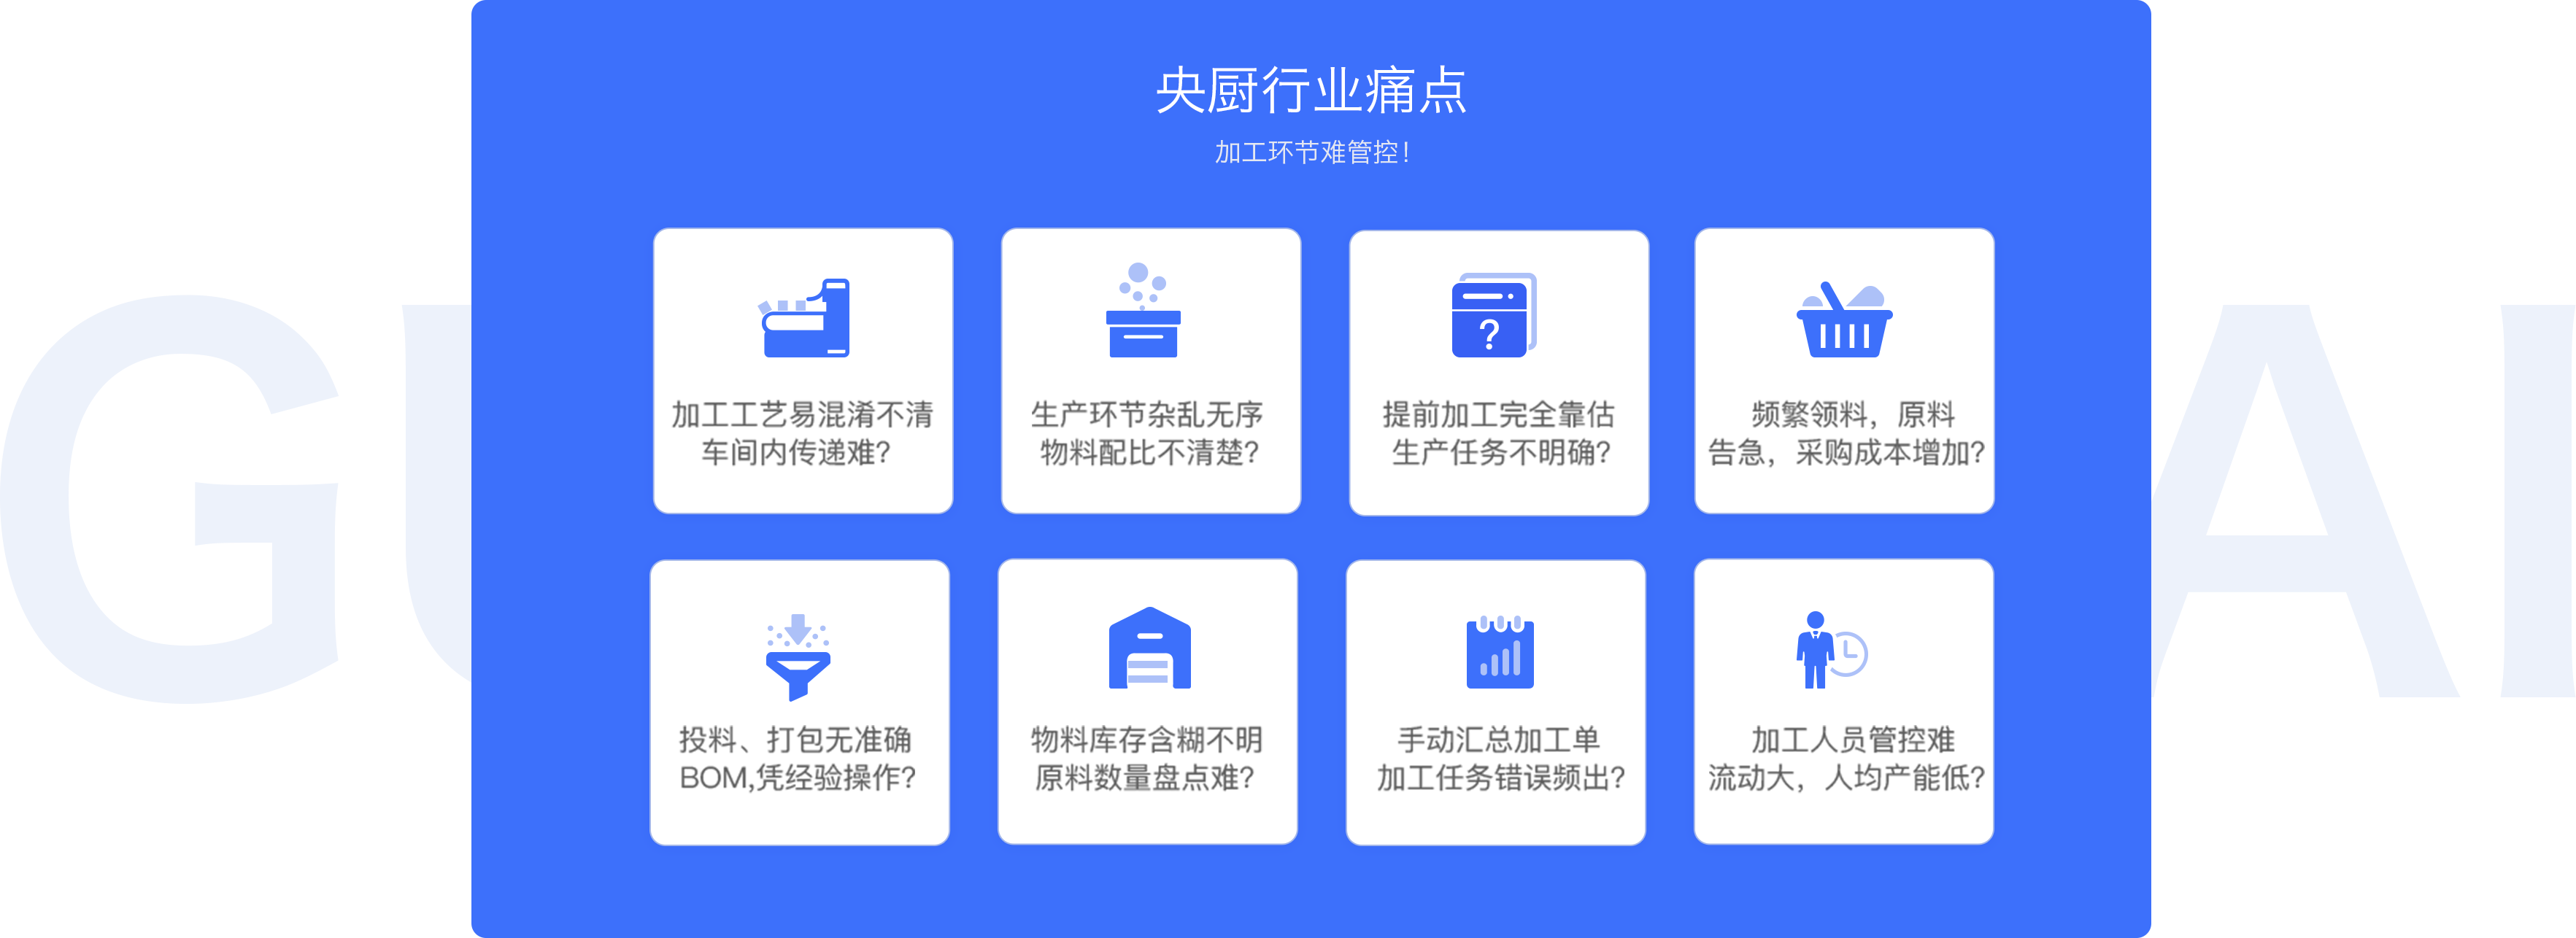 央厨行业痛点
加工环节难管控!
加工工艺易混淆不清
车间内传递难?
生产环节杂乱无序
物料配比不清楚?
?
提前加工完全靠估
生产任务不明确?
频繁领料，原料
告急，采购成本增加?
投料、打包无准确
BOM,凭经验操作?
物料库存含糊不明
原料数量盘点难?
手动汇总加工单
加工任务错误频出?
加工人员管控难
流动大，人均产能低?